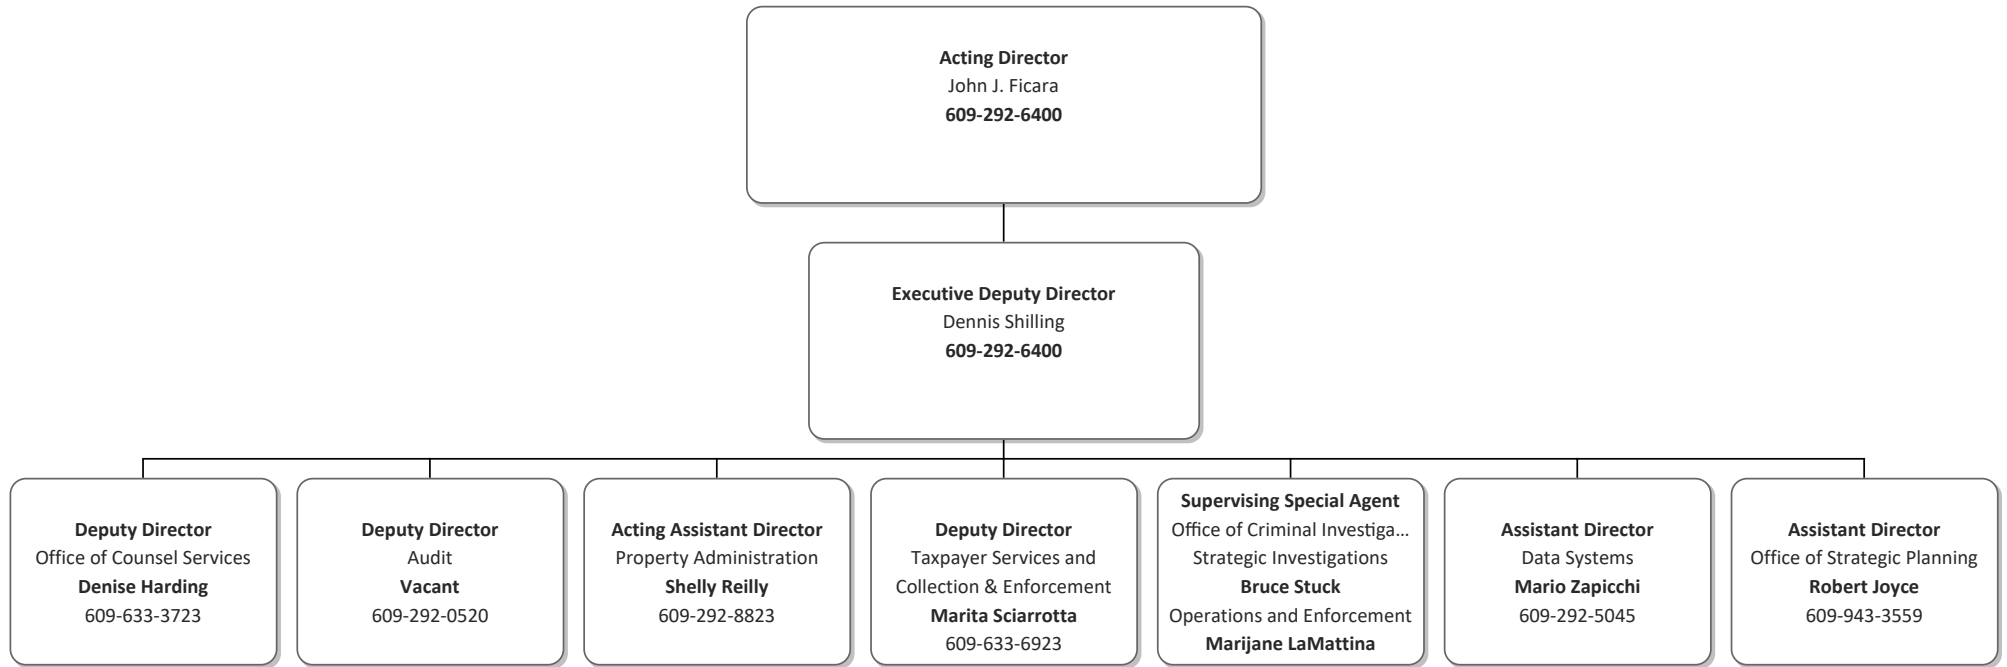 Acting Director
John J. Ficara
609-292-6400
Executive Deputy Director
Dennis Shilling
609-292-6400
Deputy Director
Office of Counsel Services
Denise Harding
609-633-3723
Deputy Director
Audit
Vacant
609-292-0520
Acting Assistant Director
Property Administration
Shelly Reilly
609-292-8823
Deputy Director
Taxpayer Services and
Collection & Enforcement
Marita Sciarrotta
609-633-6923
Supervising Special Agent
Office of Criminal Investiga...
Strategic Investigations
Bruce Stuck
Operations and Enforcement
Marijane LaMattina
Assistant Director
Data Systems
Mario Zapicchi
609-292-5045
Assistant Director
Office of Strategic Planning
Robert Joyce
609-943-3559